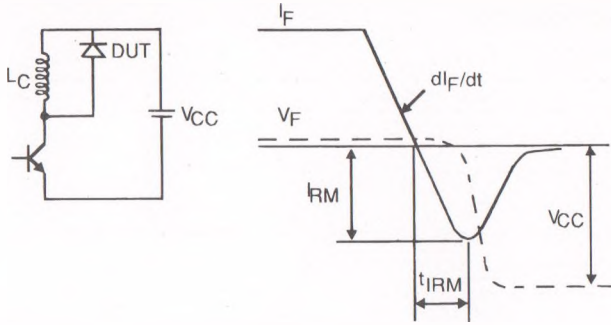 DUT
L_C
V_CC
I_F
dI_F/dt
V_F
I_RM
V_CC
t_IRM